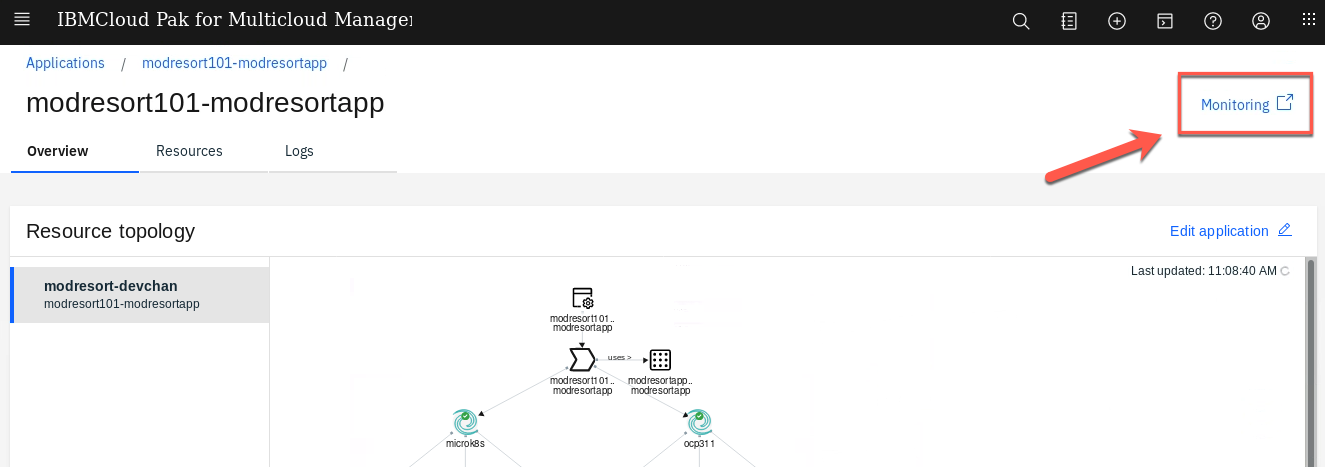 IBMCloud Pak for Multicloud Manager
Applications / modresort101-modresortapp /
modresort101-modresortapp
Monitoring
Overview Resources Logs
Resource topology
Edit application
modresort-devchan
modresort101-modresortapp
Last updated: 11:08:40 AM
modresort101..
modresortapp
uses >
modresort101..
modresortapp
modresortapp..
modresortapp
microk8s
ocp311